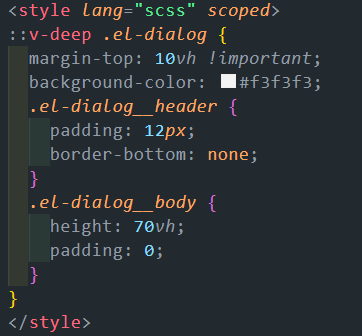 <style lang="scss" scoped>
::v-deep .el-dialog {
  margin-top: 10vh !important;
  background-color: #f3f3f3;
  .el-dialog__header {
    padding: 12px;
    border-bottom: none;
  }
  .el-dialog__body {
    height: 70vh;
    padding: 0;
  }
}
</style>